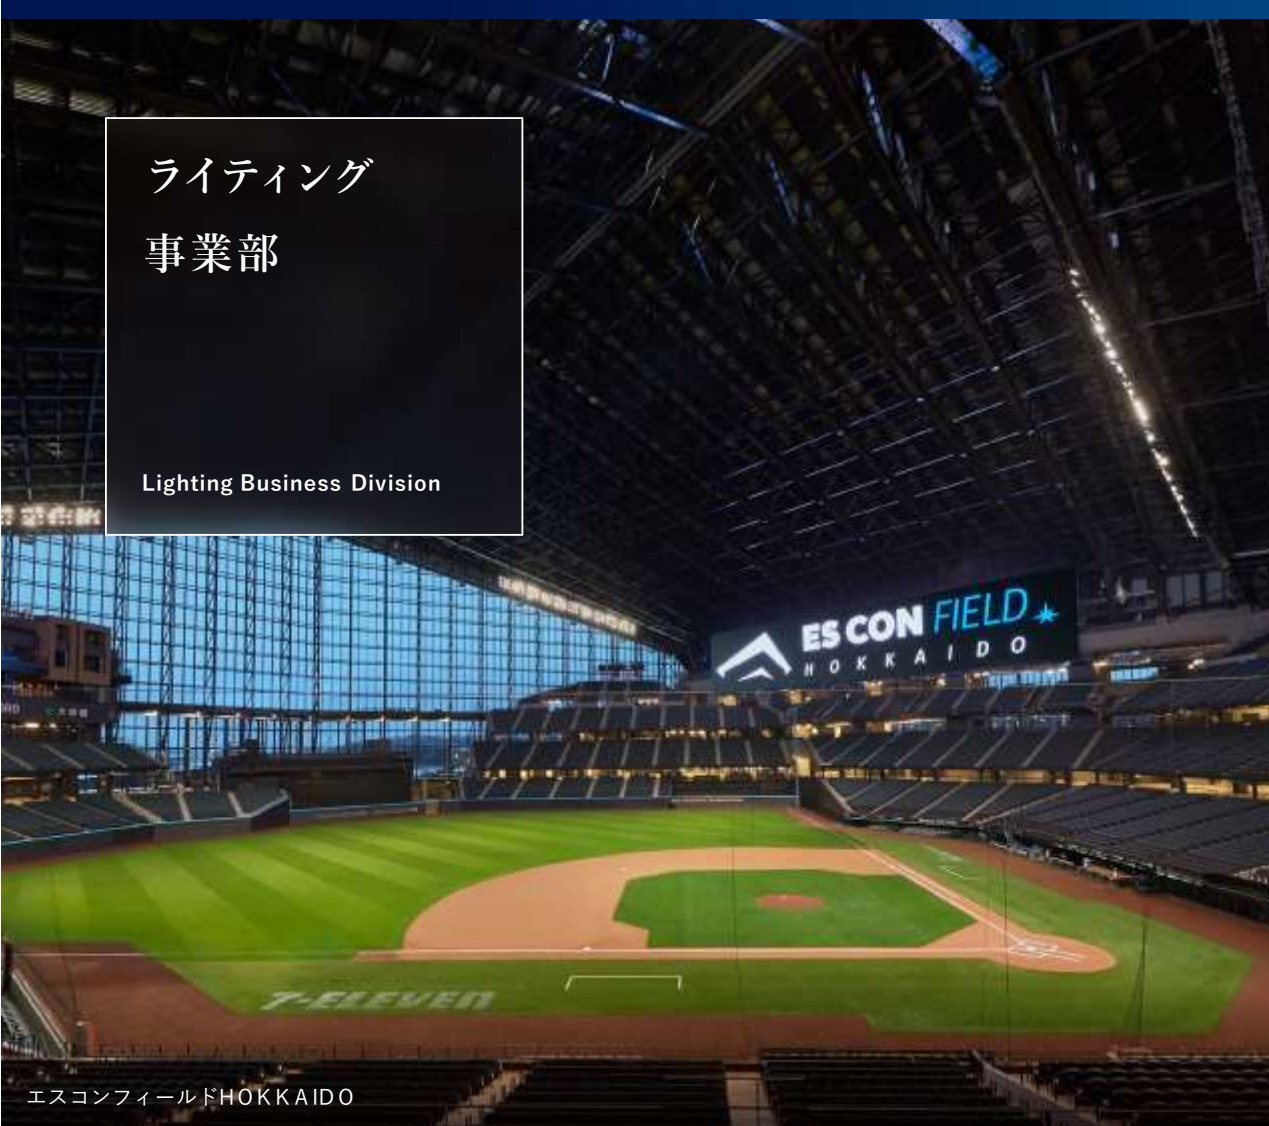 ライティング
事業部
Lighting Business Division
ES CON FIELD
HOKKAIDO
7-ELEVEN
エスコンフィールドHOKKAIDO